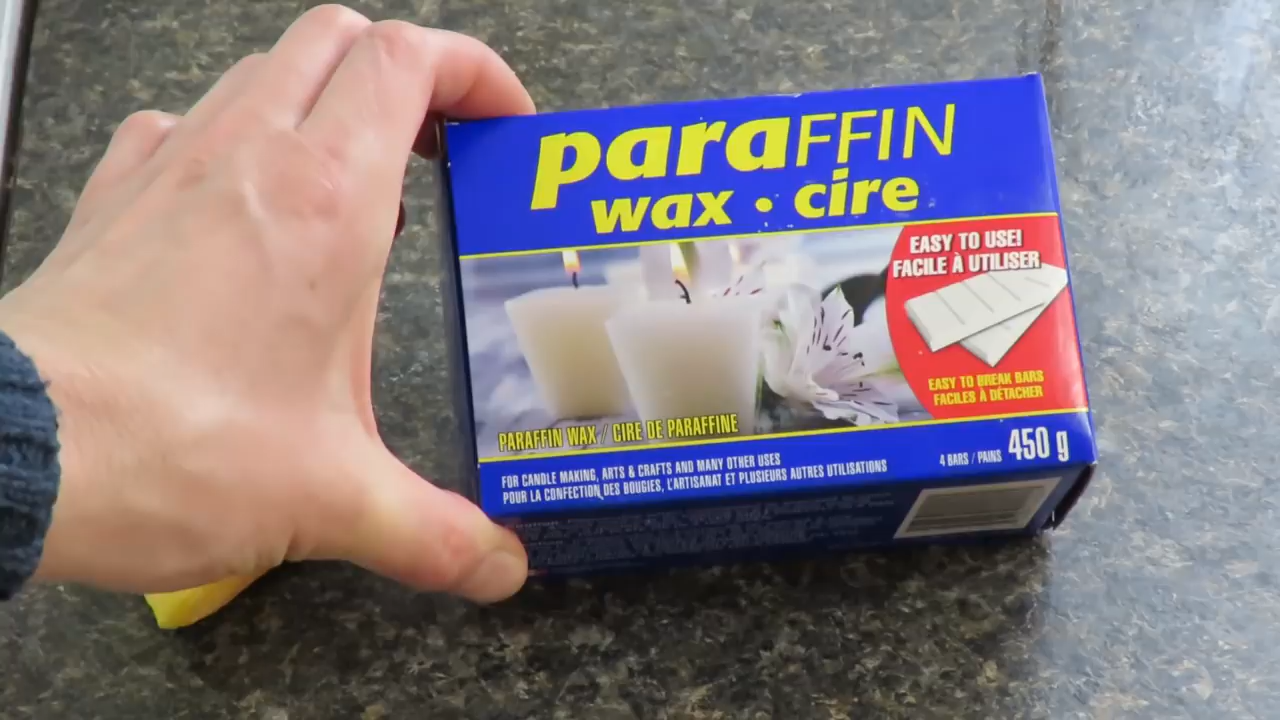 paraFFIN
wax • cire
EASY TO USE!
FACILE À UTILISER
EASY TO BREAK BARS
FACILES À DÉTACHER
PARAFFIN WAX / CIRE DE PARAFFINE
FOR CANDLE MAKING, ARTS & CRAFTS AND MANY OTHER USES
POUR LA CONFECTION DES BOUGIES, L'ARTISANAT ET PLUSIEURS AUTRES UTILISATIONS
4 BARS / PAINS 450 g